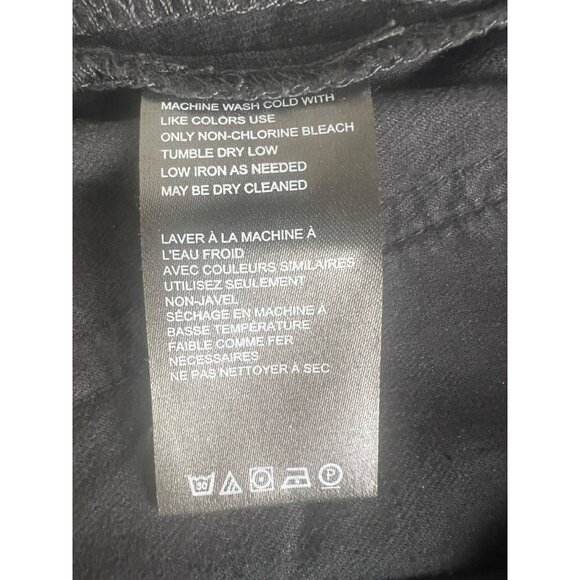 MACHINE WASH COLD WITH
LIKE COLORS USE
ONLY NON-CHLORINE BLEACH
TUMBLE DRY LOW
LOW IRON AS NEEDED
MAY BE DRY CLEANED
LAVER À LA MACHINE À
L'EAU FROID
AVEC COULEURS SIMILAIRES
UTILISEZ SEULEMENT
NON-JAVEL
SÉCHAGE EN MACHINE À
BASSE TEMPÉRATURE
FAIBLE COMME FER
NÉCESSAIRES
NE PAS NETTOYER À SEC
30 P